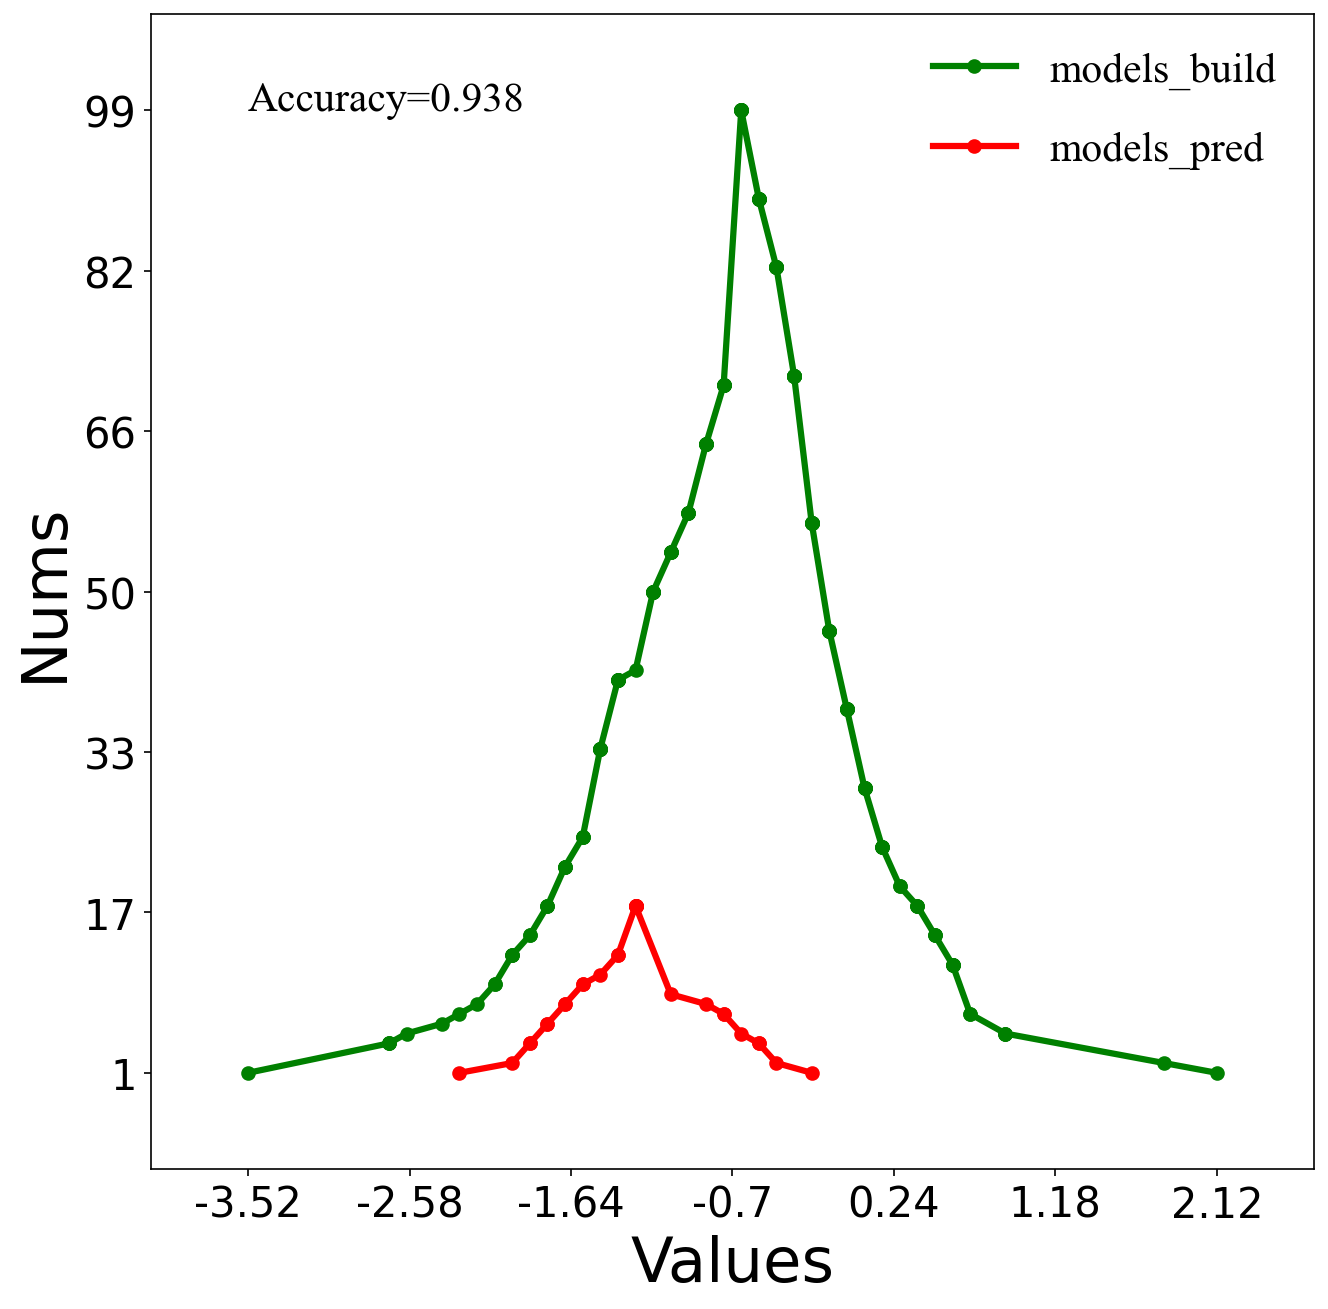 models_build
Accuracy=0.938
models_pred
99
82
66
50
33
17
1
Nums
-3.52 -2.58 -1.64 -0.7 0.24 1.18 2.12
Values